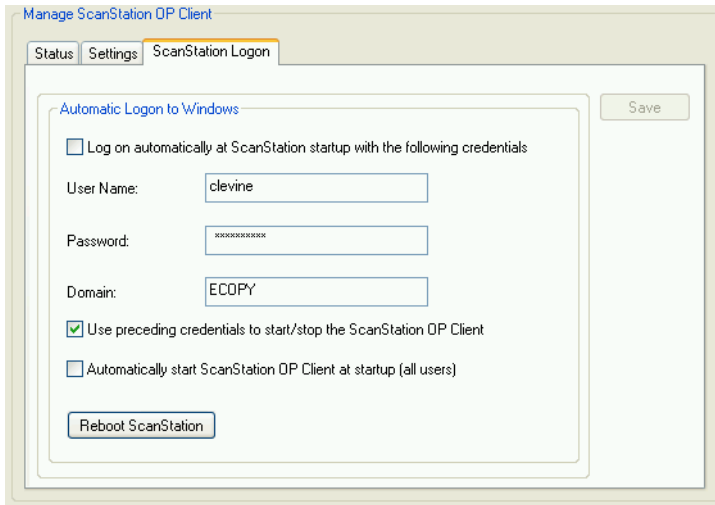 Manage ScanStation OP Client
Status Settings ScanStation Logon
Automatic Logon to Windows
Save
Log on automatically at ScanStation startup with the following credentials
User Name: clevine
Password: **********
Domain: ECOPY
Use preceding credentials to start/stop the ScanStation OP Client
Automatically start ScanStation OP Client at startup (all users)
Reboot ScanStation